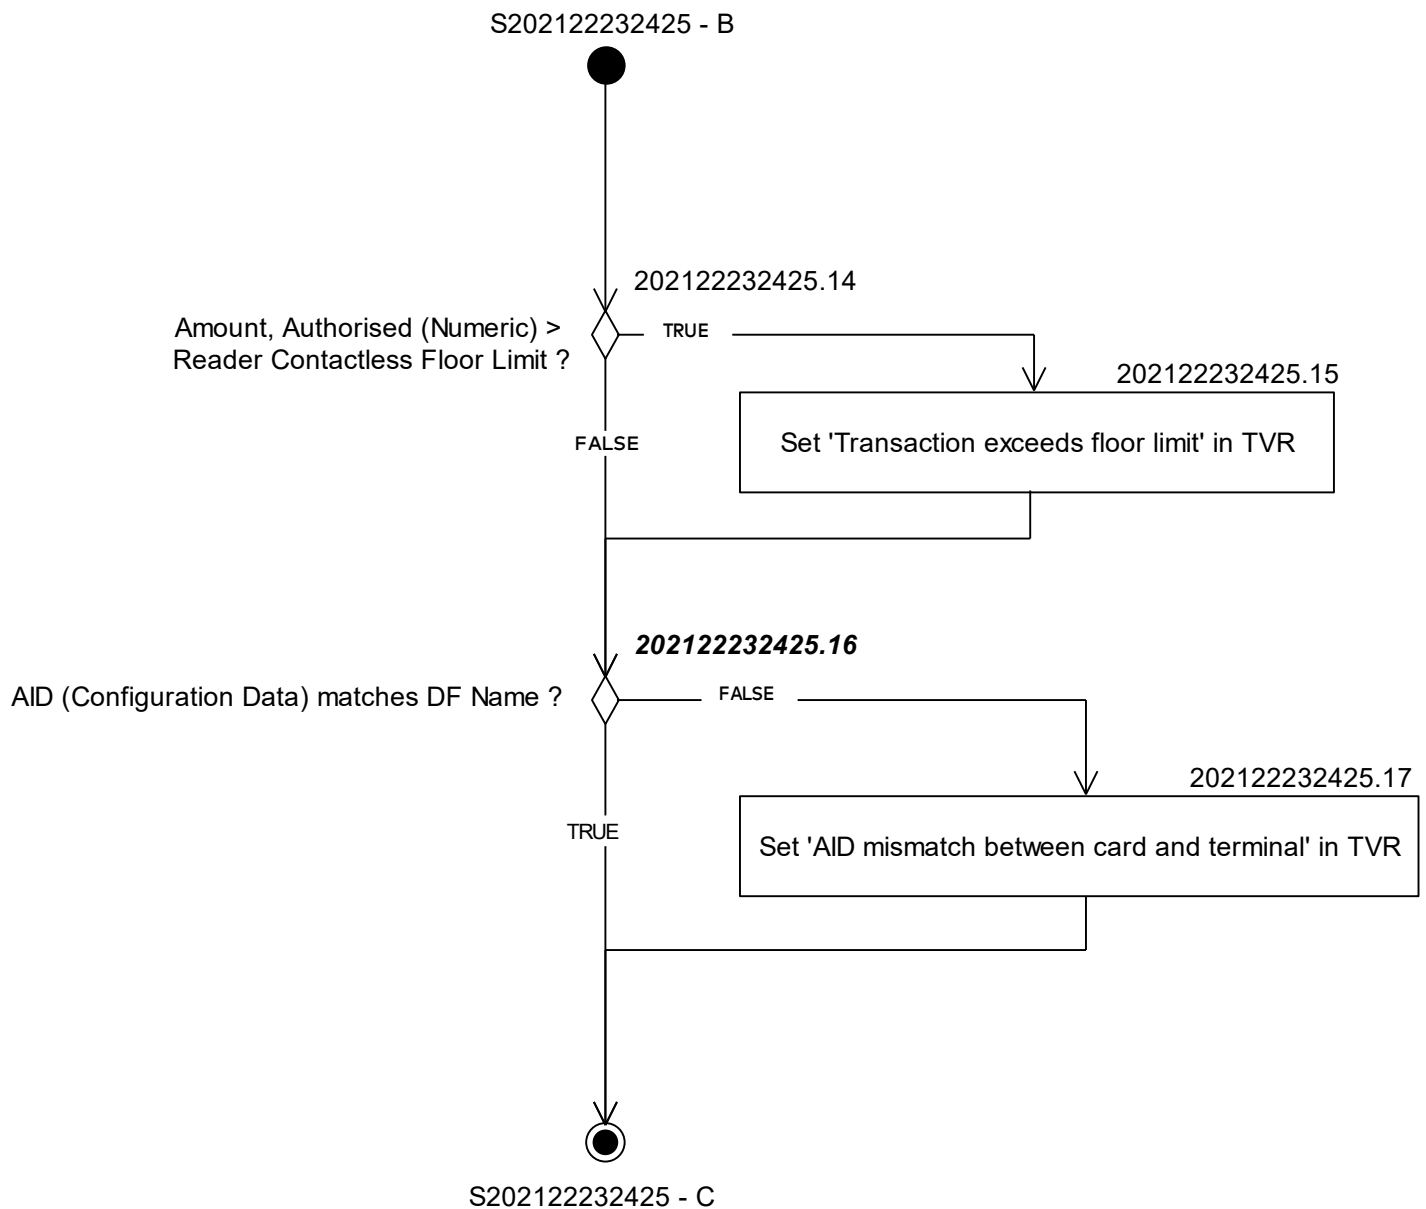 S202122232425 - B
202122232425.14
Amount, Authorised (Numeric) >
Reader Contactless Floor Limit ?
TRUE
202122232425.15
Set 'Transaction exceeds floor limit' in TVR
FALSE
202122232425.16
AID (Configuration Data) matches DF Name ?
FALSE
202122232425.17
Set 'AID mismatch between card and terminal' in TVR
TRUE
S202122232425 - C